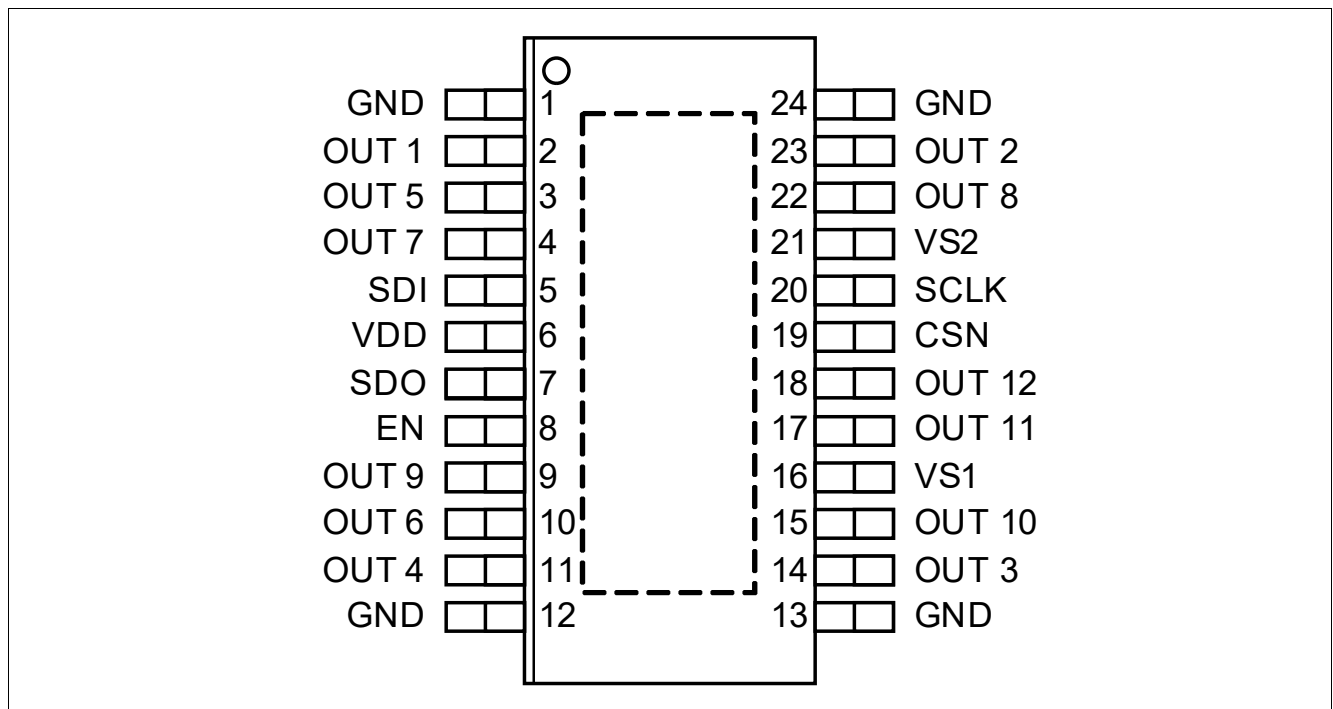 GND 1 24 GND
OUT 1 2 23 OUT 2
OUT 5 3 22 OUT 8
OUT 7 4 21 VS2
SDI 5 20 SCLK
VDD 6 19 CSN
SDO 7 18 OUT 12
EN 8 17 OUT 11
OUT 9 9 16 VS1
OUT 6 10 15 OUT 10
OUT 4 11 14 OUT 3
GND 12 13 GND